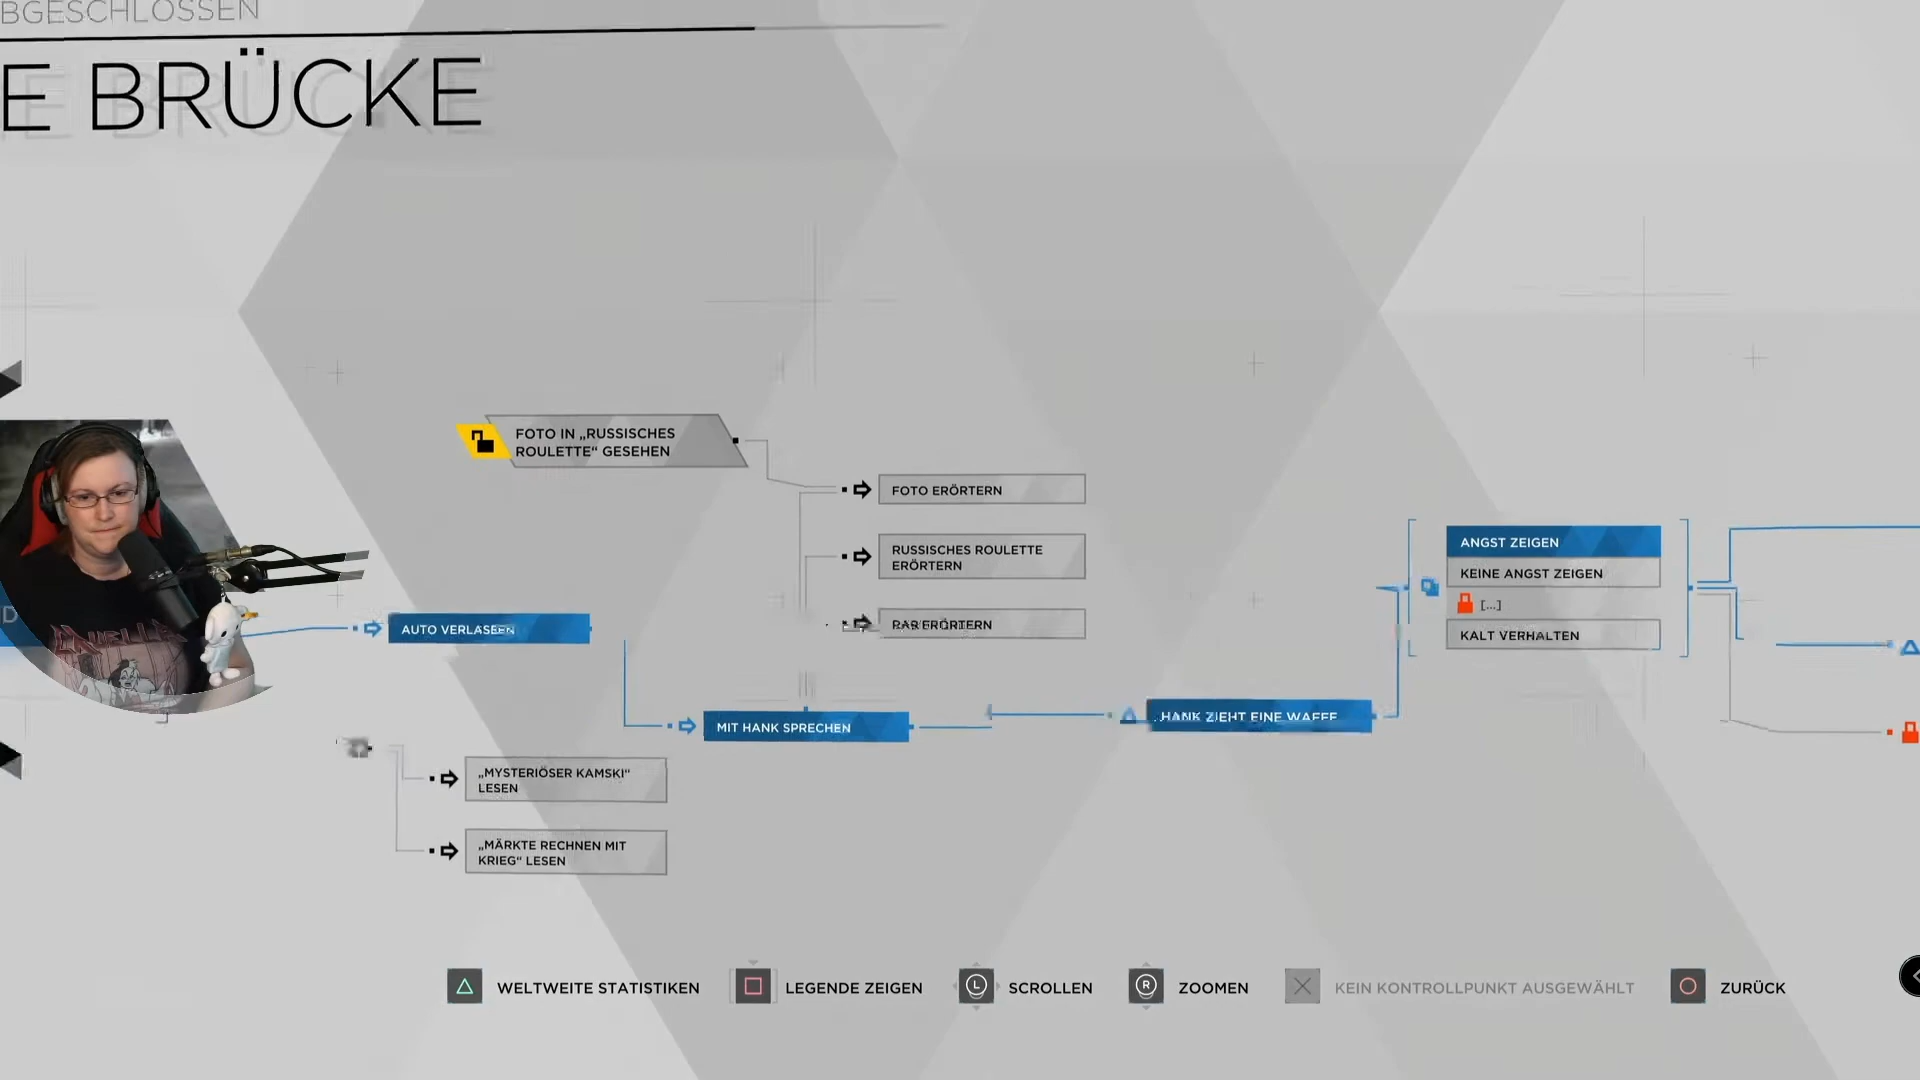 BGESCHLOSSEN
E BRÜCKE
FOTO IN „RUSSISCHES
ROULETTE“ GESEHEN
FOTO ERÖRTERN
RUSSISCHES ROULETTE
ERÖRTERN
ERÖRTERN
ANGST ZEIGEN
KEINE ANGST ZEIGEN
[...]
KALT VERHALTEN
D
AUTO VERLASSEN
MIT HANK SPRECHEN
HANK ZIEHT EINE WAFFE
„MYSTERIÖSER KAMSKI“
LESEN
„MÄRKTE RECHNEN MIT
KRIEG“ LESEN
WELTWEITE STATISTIKEN
LEGENDE ZEIGEN
L
SCROLLEN
R
ZOOMEN
KEIN KONTROLLPUNKT AUSGEWÄHLT
ZURÜCK